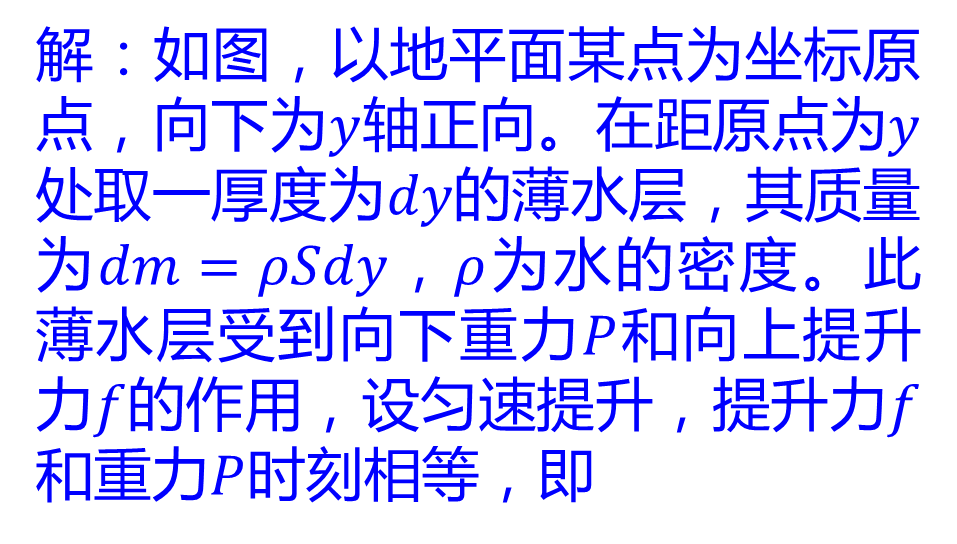 解：如图，以地平面某点为坐标原
点，向下为y轴正向。在距原点为y
处取一厚度为dy的薄水层，其质量
为dm = ρSdy，ρ为水的密度。此
薄水层受到向下重力P和向上提升
力f的作用，设匀速提升，提升力f
和重力P时刻相等，即